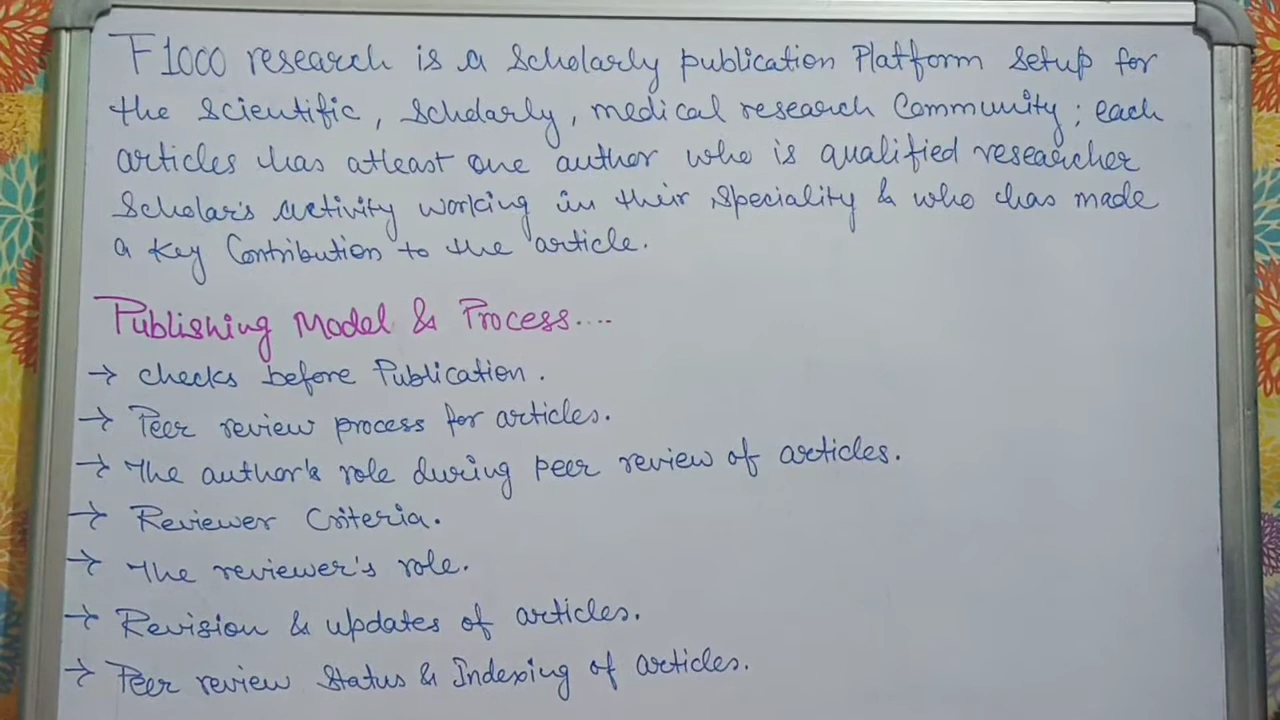 F1000 research is a Scholarly publication Platform setup for
the Scientific, Scholarly, medical research Community; each
articles has atleast one author who is qualified researcher
Scholar's activity working in their Speciality & who has made
a key Contribution to the article.
Publishing Model & Process....
→ checks before Publication.
→ Peer review process for articles.
→ The author's role during peer review of articles.
→ Reviewer Criteria.
→ The reviewer's role.
→ Revision & updates of articles.
→ Peer review Status & Indexing of articles.